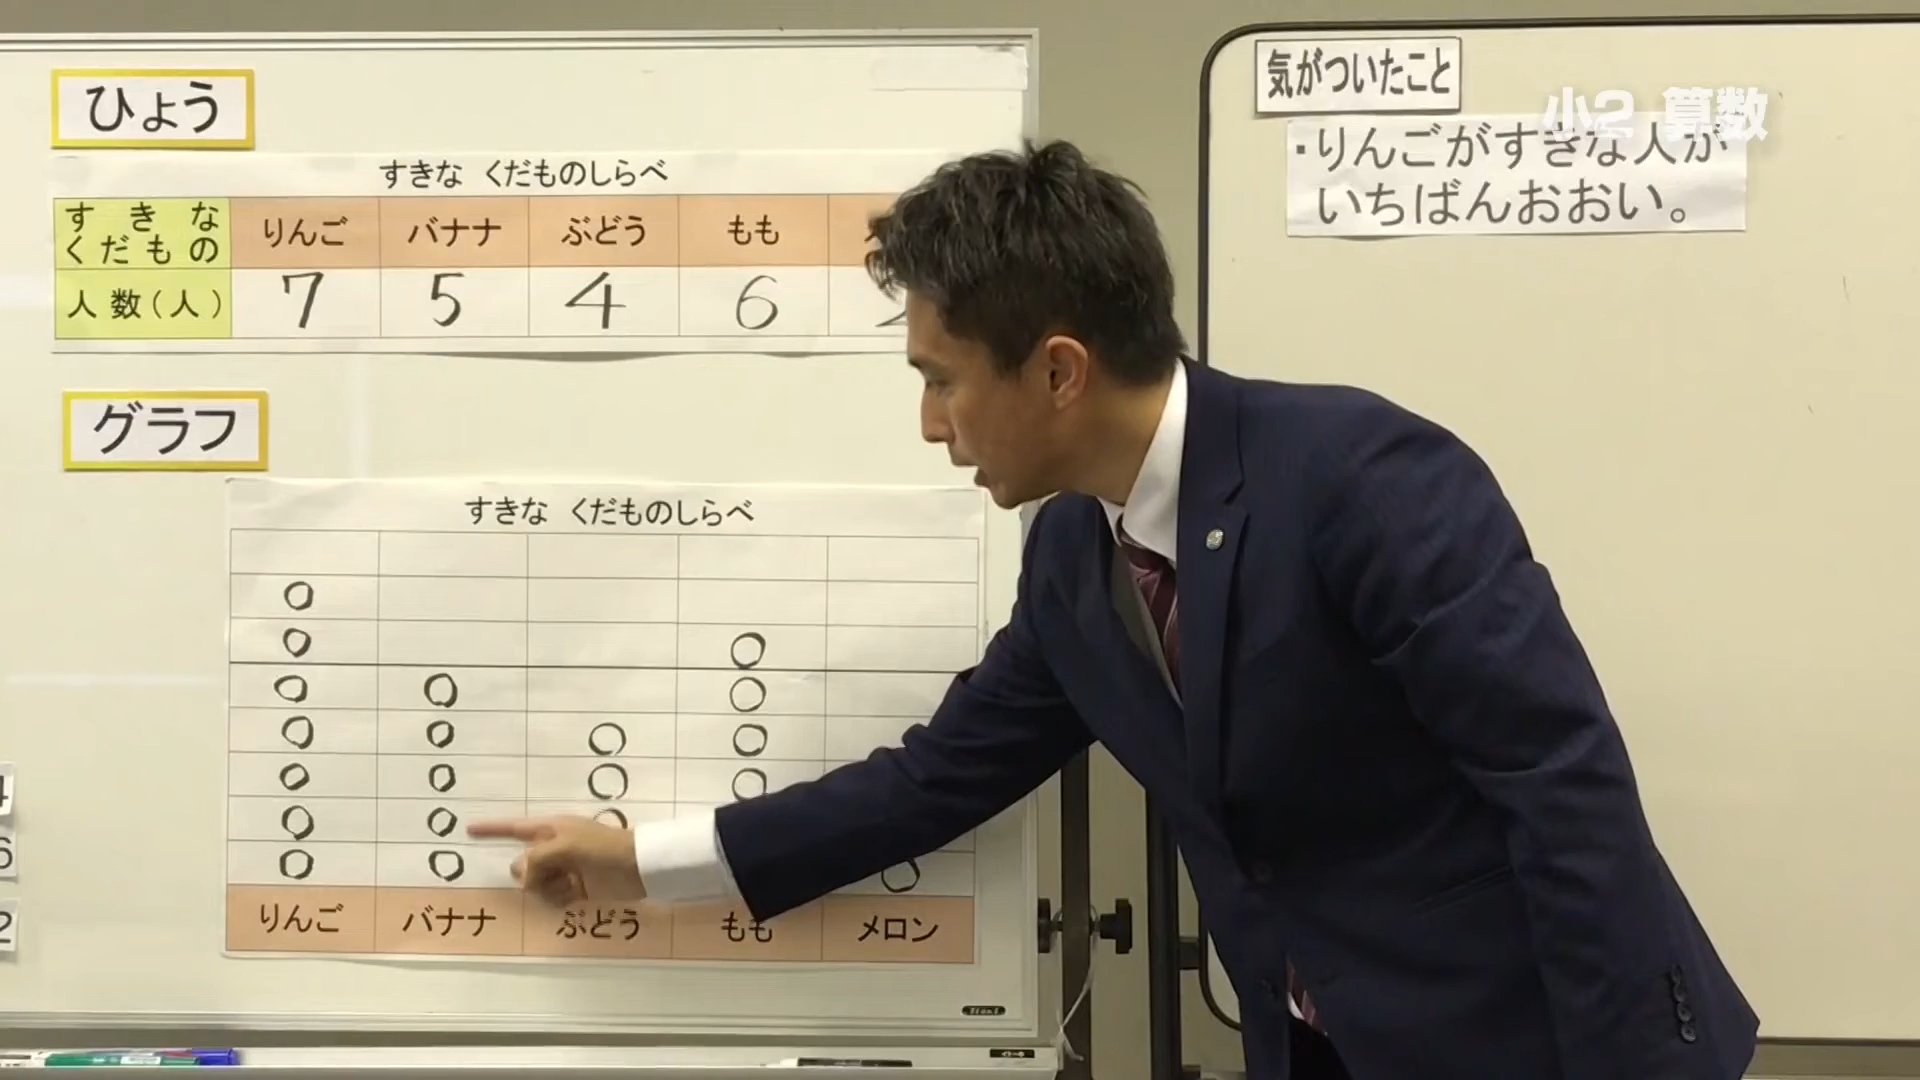 ひょう
すきな くだものしらべ
すきな
くだもの
りんご バナナ ぶどう もも
人数(人) 7 5 4 6
グラフ
すきな くだものしらべ
りんご バナナ ぶどう もも メロン
気がついたこと
小2 算数
・りんごがすきな人が
いちばんおおい。
6
2